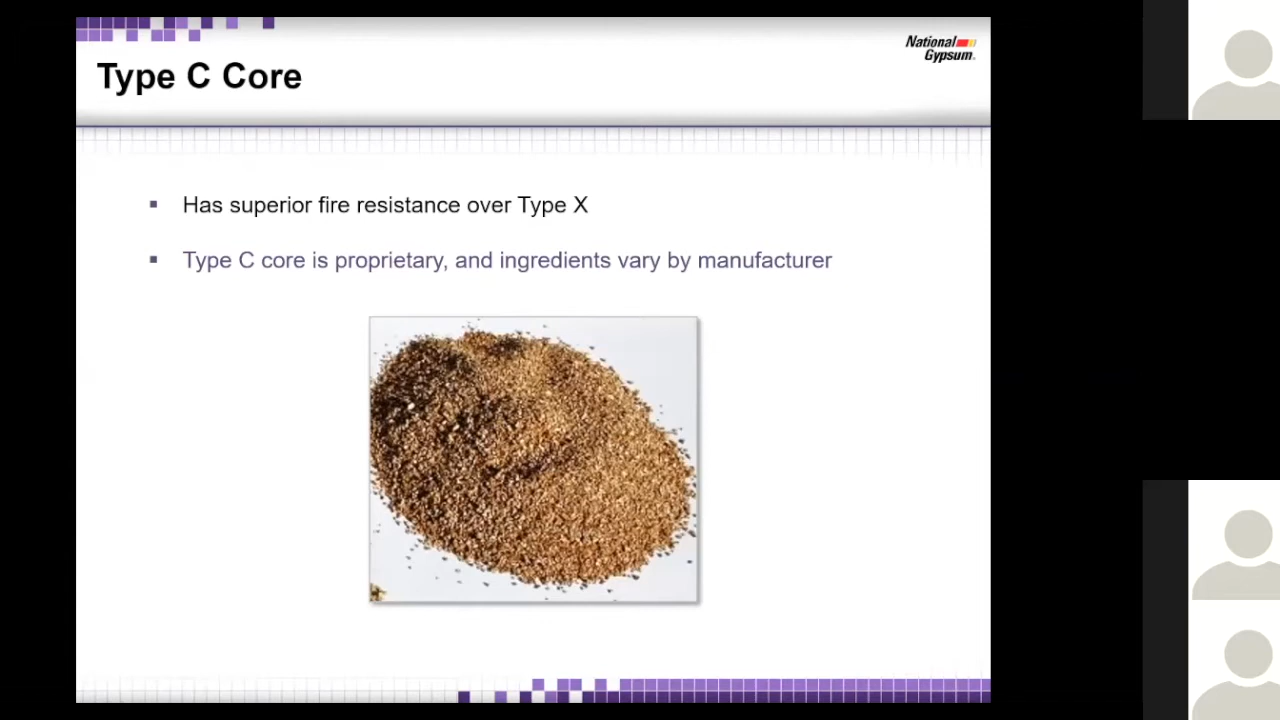 National
Gypsum
Type C Core
Has superior fire resistance over Type X
Type C core is proprietary, and ingredients vary by manufacturer